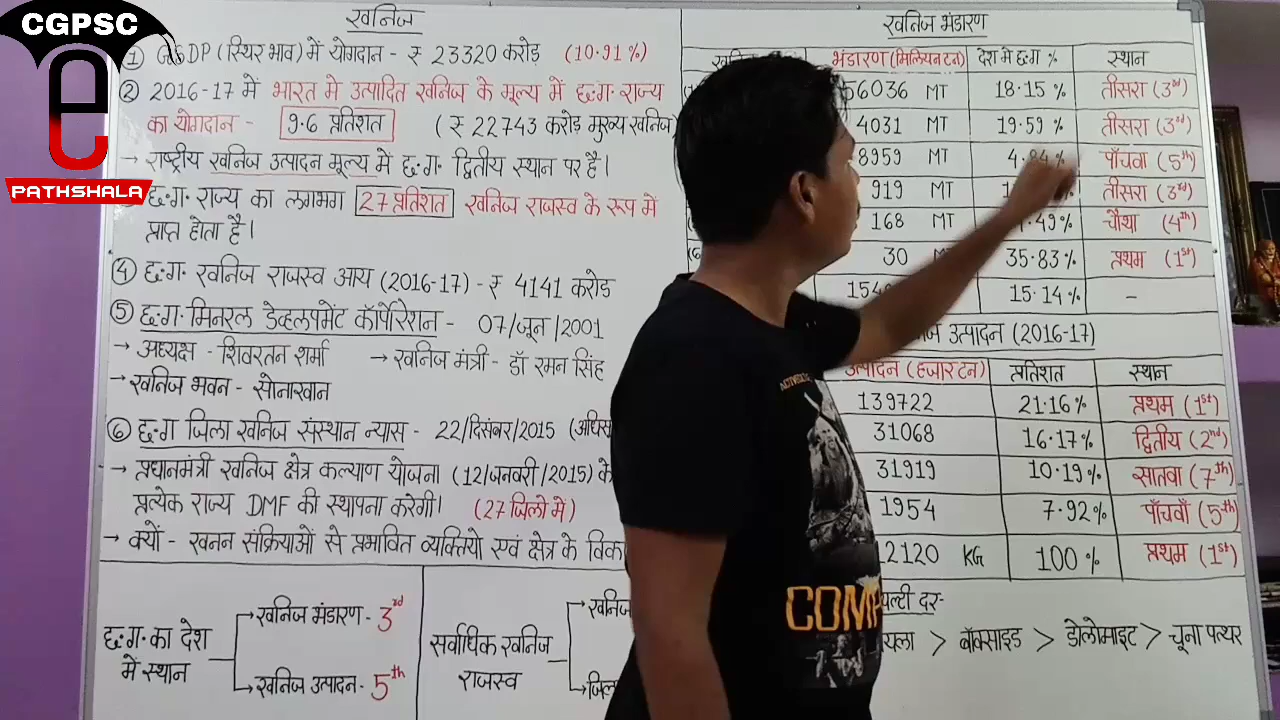 CGPSC
e
PATHSHALA
खनिज
① GSDP (स्थिर भाव) में योगदान - ₹ 23320 करोड़ (10.91 %)
② 2016-17 में भारत मे उत्पादित खनिज के मूल्य में छ.ग. राज्य
का योगदान - 9.6 प्रतिशत ( ₹ 22743 करोड़ मुख्य खनिज)
→ राष्ट्रीय खनिज उत्पादन मूल्य में छ.ग. द्वितीय स्थान पर है।
छ.ग. राज्य का लगभग 27 प्रतिशत खनिज राजस्व के रूप में
प्राप्त होता है।
④ छ.ग. खनिज राजस्व आय (2016-17) - ₹ 4141 करोड
⑤ छ.ग. मिनरल डेव्हलपमेंट कॉर्पोरेशन - 07/जून/2001
→ अध्यक्ष - शिवरतन शर्मा → खनिज मंत्री - डॉ रमन सिंह
→ खनिज भवन - सोनाखान
⑥ छ.ग जिला खनिज संस्थान न्यास - 22/दिसंबर/2015
→ प्रधानमंत्री खनिज क्षेत्र कल्याण योजना (12/जनवरी/2015) के
प्रत्येक राज्य DMF की स्थापना करेगी। (27 जिलो में)
→ क्यों - खनन संक्रियाओं से प्रभावित व्यक्तियो एवं क्षेत्र के
छ.ग. का देश में स्थान
→ खनिज भंडारण - 3rd
→ खनिज उत्पादन - 5th
सर्वाधिक खनिज राजस्व
→ खनिज
खनिज भंडारण
भंडारण (मिलियन टन) देश मे छ.ग % स्थान
56036 MT 18.15 % तीसरा (3rd)
4031 MT 19.59 % तीसरा (3rd)
8959 MT पाँचवा (5th)
919 MT तीसरा (3rd)
168 MT .49 % चौथा (4th)
30 35.83 % प्रथम (1st)
15.14 % -
उत्पादन (2016-17)
उत्पादन (हजार टन) प्रतिशत स्थान
139722 21.16 % प्रथम (1st)
31068 16.17 % द्वितीय (2nd)
31919 10.19 % सातवा (7th)
1954 7.92 % पाँचवाँ (5th)
2120 KG 100 % प्रथम (1st)
दर-
> बॉक्साइड > डोलोमाइट > चूना पत्थर
COMP